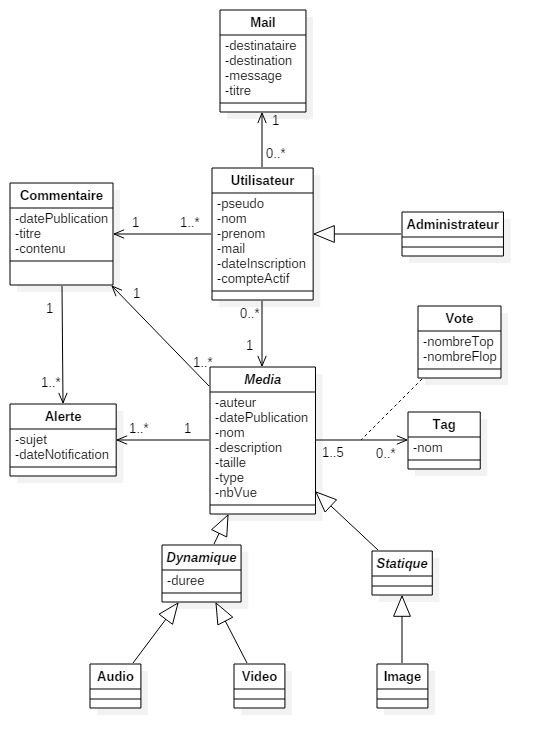 Mail
-destinataire
-destination
-message
-titre
1
0..*
Utilisateur
-pseudo
-nom
-prenom
-mail
-dateInscription
-compteActif
Commentaire
-datePublication
-titre
-contenu
1
1..*
Administrateur
0..*
1
1
1..*
1
1..*
Vote
-nombreTop
-nombreFlop
Media
-auteur
-datePublication
-nom
-description
-taille
-type
-nbVue
Alerte
-sujet
-dateNotification
1..*
1
1..5
0..*
Tag
-nom
Dynamique
-duree
Statique
Audio
Video
Image